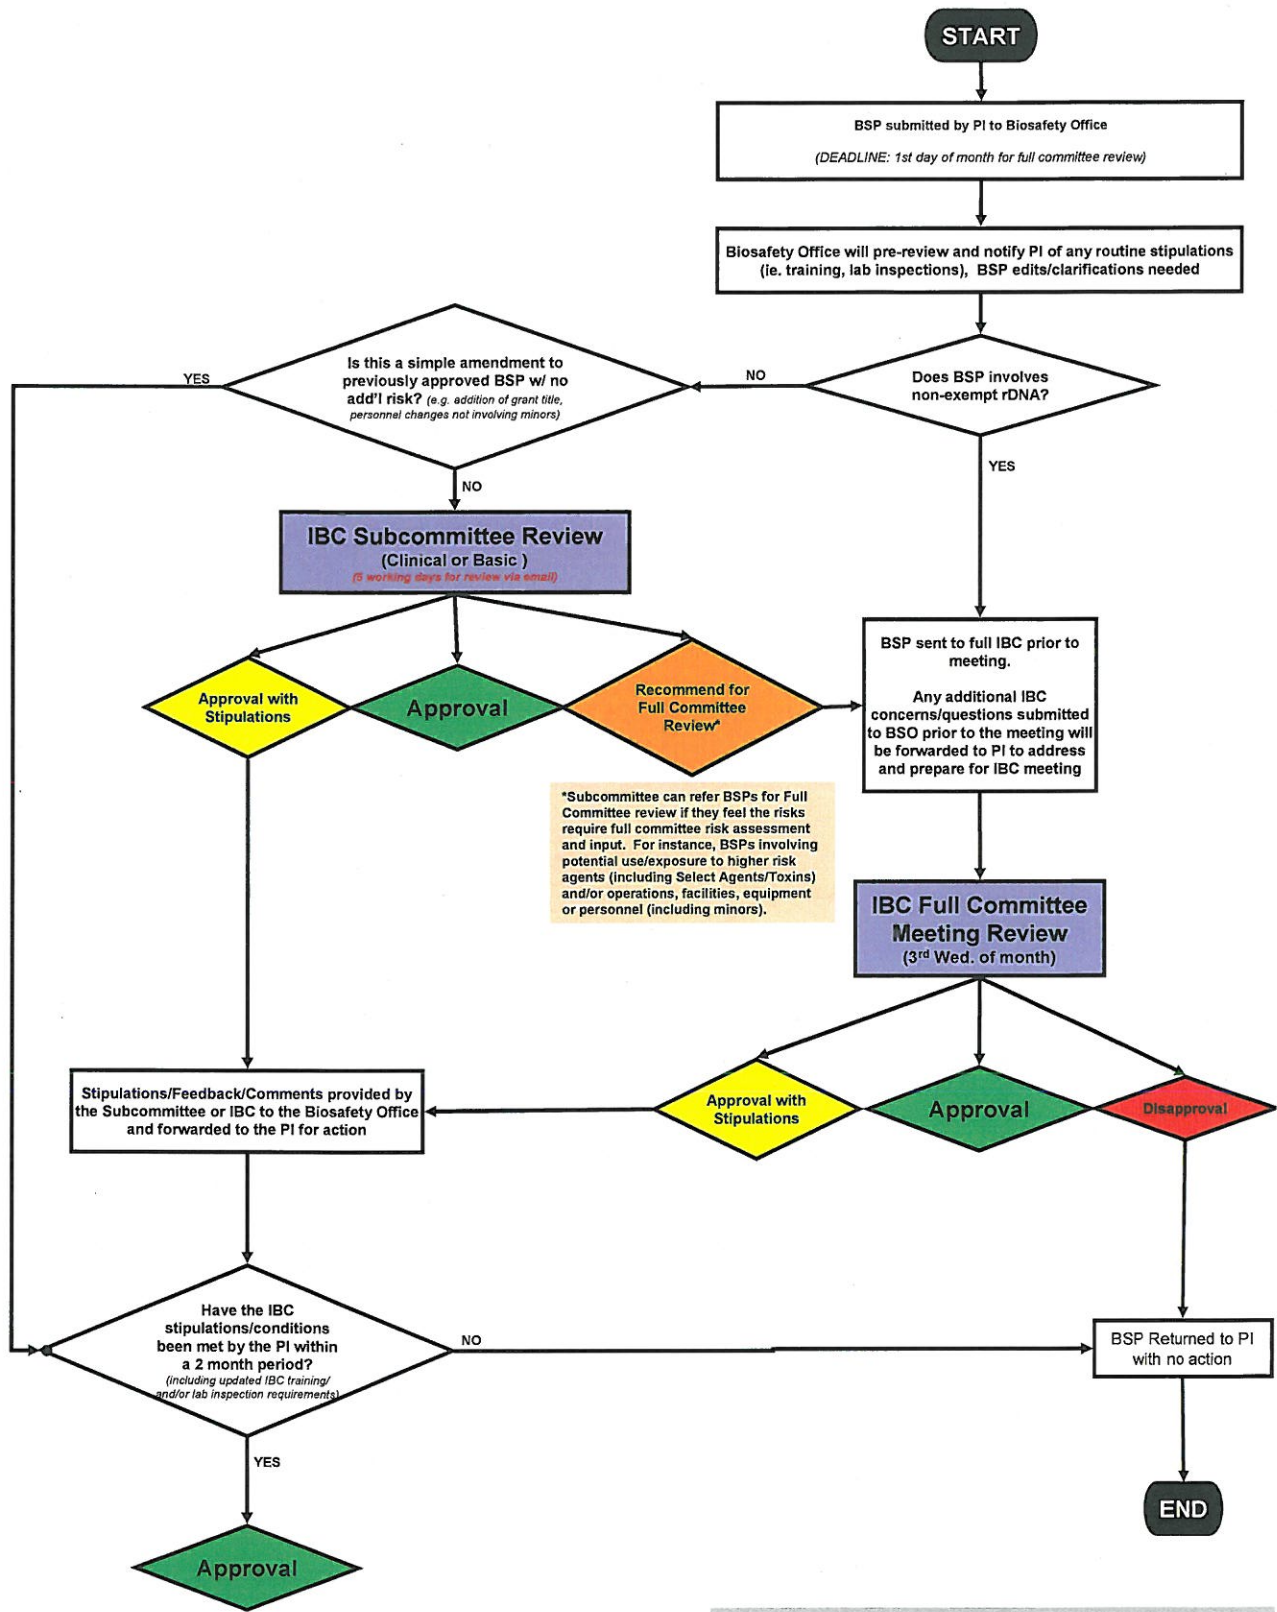 START
BSP submitted by PI to Biosafety Office
(DEADLINE: 1st day of month for full committee review)
Biosafety Office will pre-review and notify PI of any routine stipulations
(ie. training, lab inspections), BSP edits/clarifications needed
Does BSP involves
non-exempt rDNA?
NO
YES
Is this a simple amendment to
previously approved BSP w/ no
add'l risk? (e.g. addition of grant title,
personnel changes not involving minors)
YES
NO
IBC Subcommittee Review
(Clinical or Basic )
(5 working days for review via email)
Approval with
Stipulations
Approval
Recommend for
Full Committee
Review*
BSP sent to full IBC prior to
meeting.
Any additional IBC
concerns/questions submitted
to BSO prior to the meeting will
be forwarded to PI to address
and prepare for IBC meeting
*Subcommittee can refer BSPs for Full
Committee review if they feel the risks
require full committee risk assessment
and input. For instance, BSPs involving
potential use/exposure to higher risk
agents (including Select Agents/Toxins)
and/or operations, facilities, equipment
or personnel (including minors).
IBC Full Committee
Meeting Review
(3rd Wed. of month)
Approval with
Stipulations
Approval
Disapproval
Stipulations/Feedback/Comments provided by
the Subcommittee or IBC to the Biosafety Office
and forwarded to the PI for action
Have the IBC
stipulations/conditions
been met by the PI within
a 2 month period?
(including updated IBC training/
and/or lab inspection requirements)
NO
YES
BSP Returned to PI
with no action
END
Approval